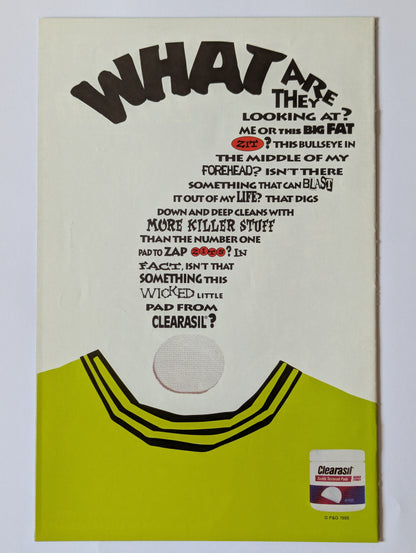 WHAT ARE
THEY
LOOKING AT?
ME OR THIS BIG FAT
ZIT? THIS BULLSEYE IN
THE MIDDLE OF MY
FOREHEAD? ISN'T THERE
SOMETHING THAT CAN BLAST
IT OUT OF MY LIFE? THAT DIGS
DOWN AND DEEP CLEANS WITH
MORE KILLER STUFF
THAN THE NUMBER ONE
PAD TO ZAP ZITS? IN
FACT, ISN'T THAT
SOMETHING THIS
WICKED LITTLE
PAD FROM
CLEARASIL®?
Clearasil